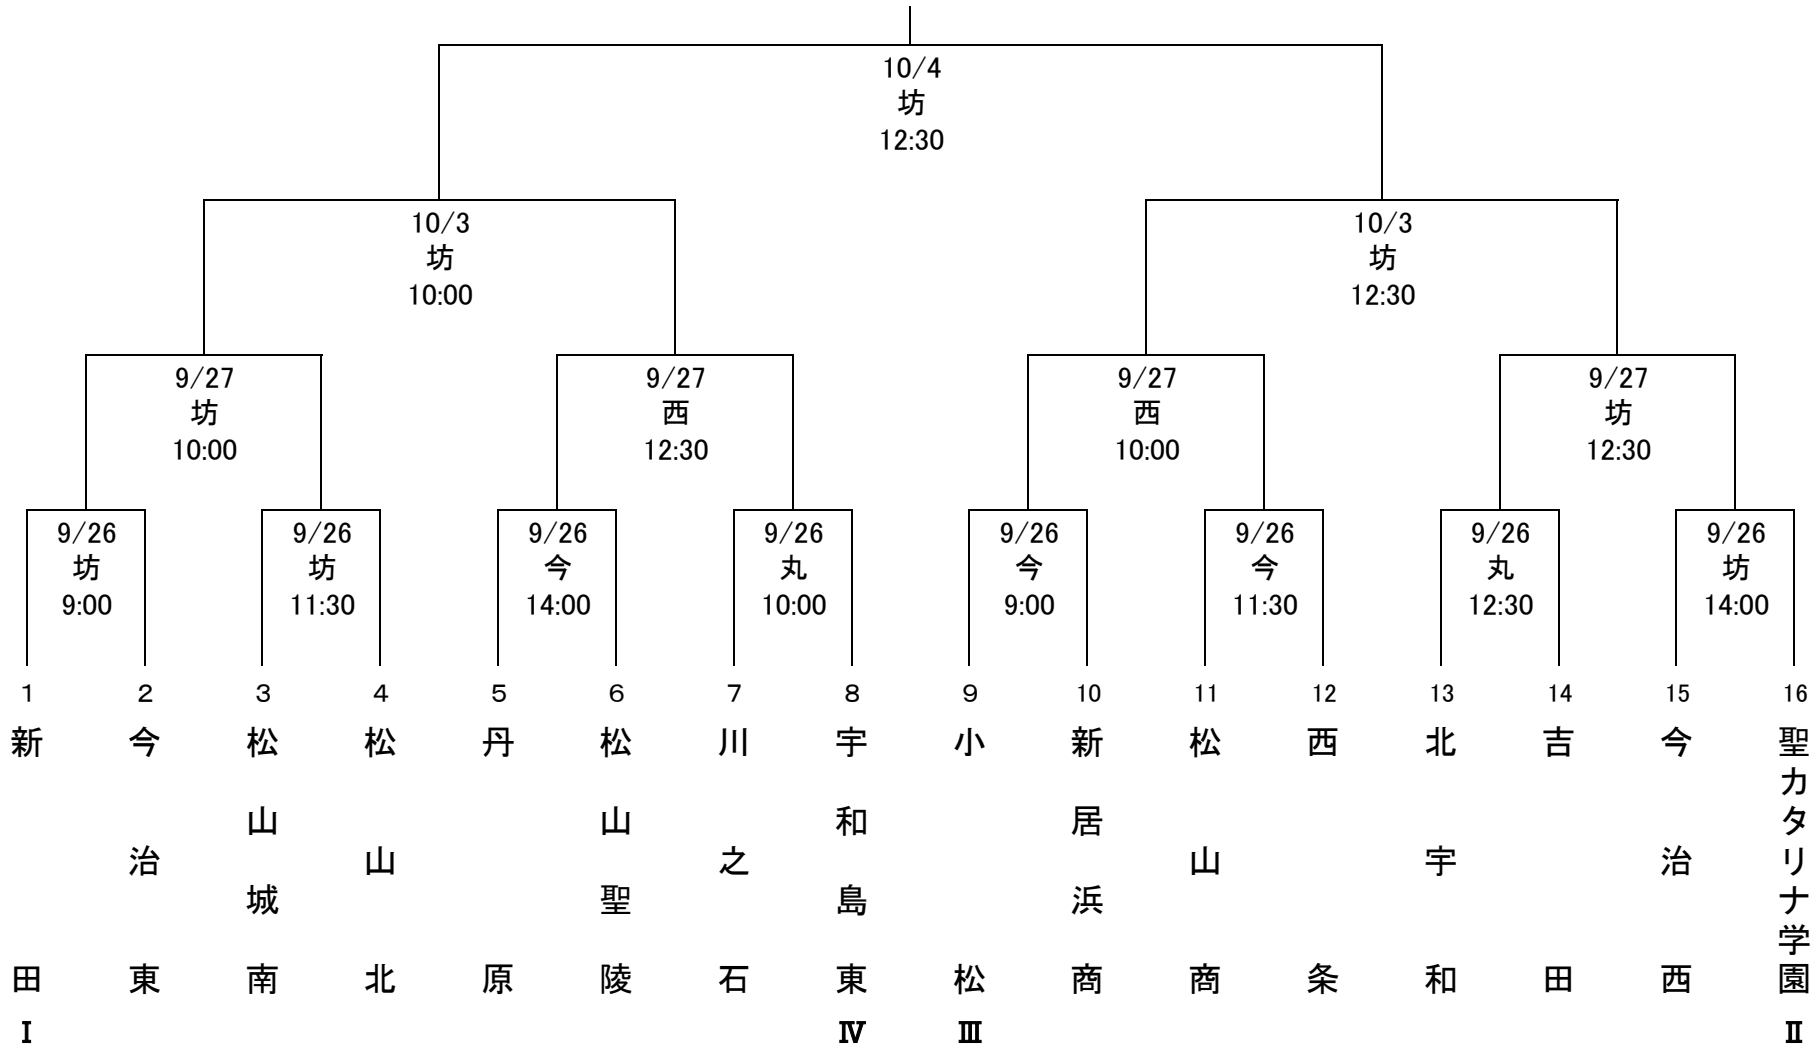 10/4
坊
12:30
10/3
坊
10:00
10/3
坊
12:30
9/27
坊
10:00
9/27
西
12:30
9/27
西
10:00
9/27
坊
12:30
9/26
坊
9:00
9/26
坊
11:30
9/26
今
14:00
9/26
丸
10:00
9/26
今
9:00
9/26
今
11:30
9/26
丸
12:30
9/26
坊
14:00
1
新田
Ⅰ
2
今治東
3
松山城南
4
松山北
5
丹原
6
松山聖陵
7
川之石
8
宇和島東
Ⅳ
9
小松
Ⅲ
10
新居浜商
11
松山商
12
西条
13
北宇和
14
吉田
15
今治西
16
聖カタリナ学園
Ⅱ